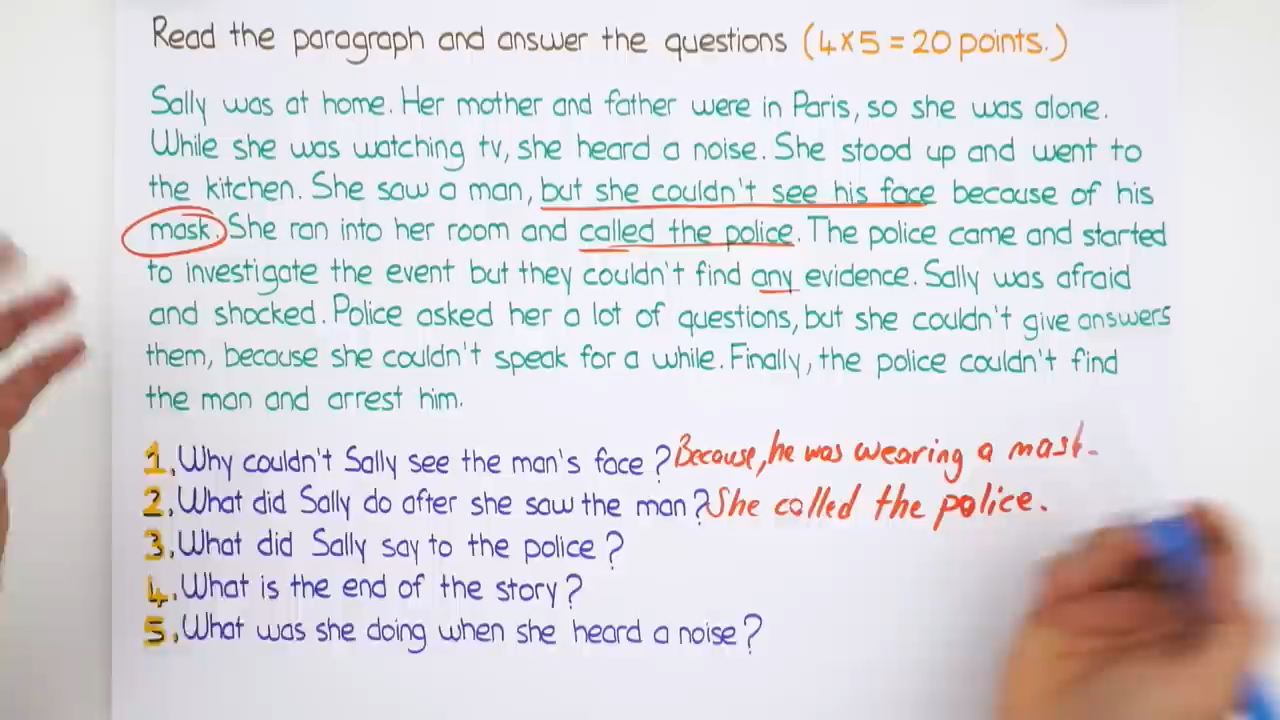 Read the paragraph and answer the questions (4x5 = 20 points.)
Sally was at home. Her mother and father were in Paris, so she was alone.
While she was watching tv, she heard a noise. She stood up and went to
the kitchen. She saw a man, but she couldn't see his face because of his
mask. She ran into her room and called the police. The police came and started
to investigate the event but they couldn't find any evidence. Sally was afraid
and shocked. Police asked her a lot of questions, but she couldn't give answers
them, because she couldn't speak for a while. Finally, the police couldn't find
the man and arrest him.
1. Why couldn't Sally see the man's face? Because, he was wearing a mask.
2. What did Sally do after she saw the man? She called the police.
3. What did Sally say to the police?
4. What is the end of the story?
5. What was she doing when she heard a noise?